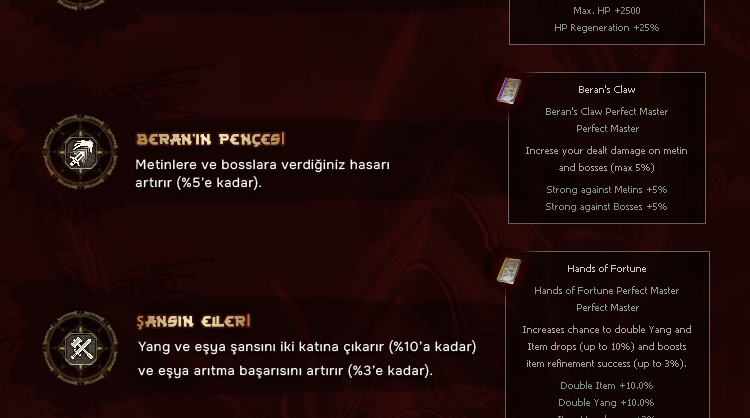 Max. HP +2500
HP Regeneration +25%
BERAN'IN PENÇESİ
Metinlere ve bosslara verdiğiniz hasarı
artırır (%5'e kadar).
Beran's Claw
Beran's Claw Perfect Master
Perfect Master
Increse your dealt damage on metin
and bosses (max 5%)
Strong against Metins +5%
Strong against Bosses +5%
ŞANSIN ELLERİ
Yang ve eşya şansını iki katına çıkarır (%10'a kadar)
ve eşya arıtma başarısını artırır (%3'e kadar).
Hands of Fortune
Hands of Fortune Perfect Master
Perfect Master
Increases chance to double Yang and
Item drops (up to 10%) and boosts
item refinement success (up to 3%).
Double Item +10.0%
Double Yang +10.0%